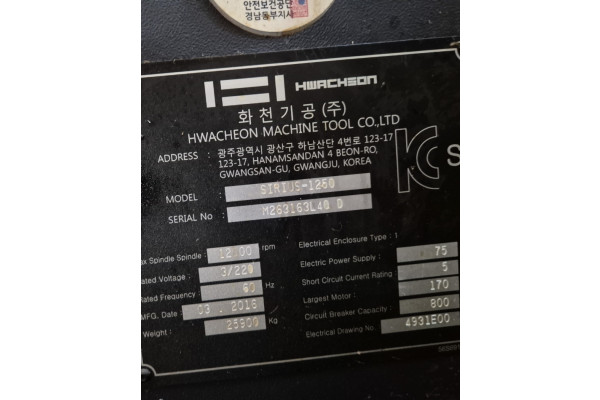 안전보건공단
경남동부지사
HWACHEON
화 천 기 공 (주)
HWACHEON MACHINE TOOL CO.,LTD
ADDRESS : 광주광역시 광산구 하남산단 4번로 123-17
123-17, HANAMSANDAN 4 BEON-RO,
GWANGSAN-GU, GWANGJU, KOREA
MODEL SIRIUS-1250
SERIAL No M263163L40 D
Max Spindle Spindle : rpm
Rated Voltage : 3/220
Rated Frequency : 60 Hz
MFG. Date : 03 . 2018
Weight : 25900 Kg
Electrical Enclosure Type : 1
Electric Power Supply : 75
Short Circuit Current Rating : 5
Largest Motor : 170
Circuit Breaker Capacity : 800
Electrical Drawing No. 4931E00
KC
S